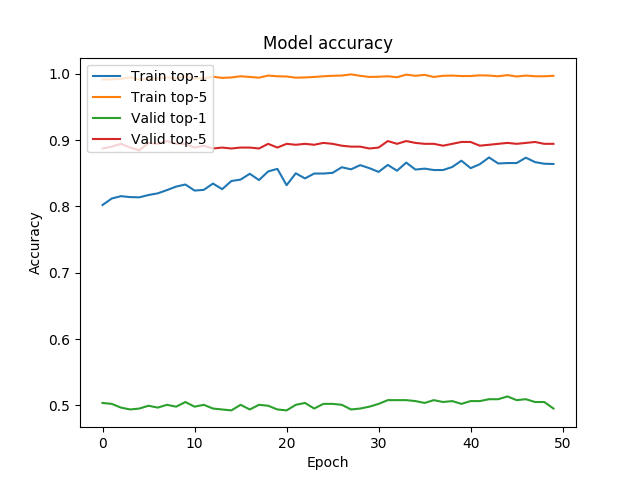 Model accuracy
Train top-1
Train top-5
Valid top-1
Valid top-5
Accuracy
1.0
0.9
0.8
0.7
0.6
0.5
0 10 20 30 40 50
Epoch